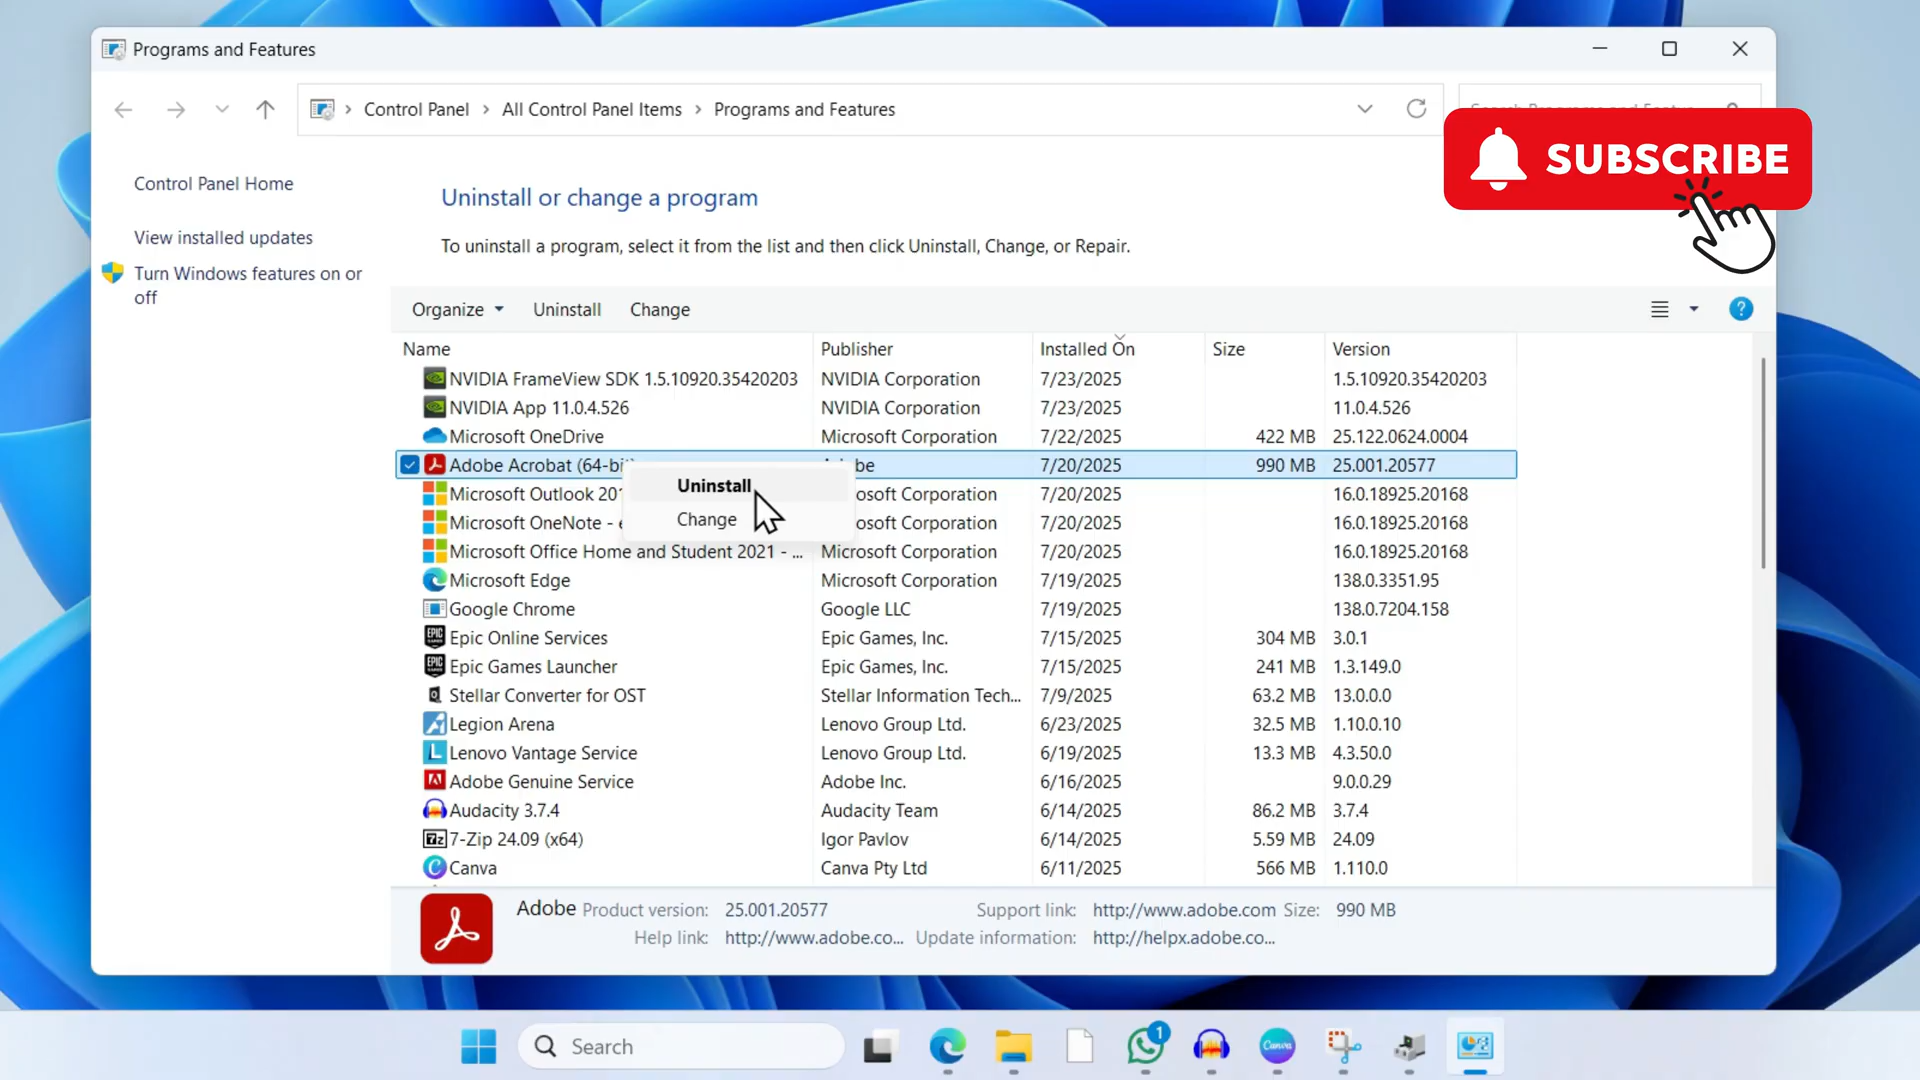 Programs and Features
Control Panel > All Control Panel Items > Programs and Features
SUBSCRIBE
Control Panel Home
View installed updates
Turn Windows features on or
off
Uninstall or change a program
To uninstall a program, select it from the list and then click Uninstall, Change, or Repair.
Organize Uninstall Change
Name Publisher Installed On Size Version
NVIDIA FrameView SDK 1.5.10920.35420203 NVIDIA Corporation 7/23/2025 1.5.10920.35420203
NVIDIA App 11.0.4.526 NVIDIA Corporation 7/23/2025 11.0.4.526
Microsoft OneDrive Microsoft Corporation 7/22/2025 422 MB 25.122.0624.0004
Adobe Acrobat (64-bit) 7/20/2025 990 MB 25.001.20577
Uninstall
Change
Microsoft Outlook 7/20/2025 16.0.18925.20168
Microsoft OneNote - 7/20/2025 16.0.18925.20168
Microsoft Office Home and Student 2021 - ... Microsoft Corporation 7/20/2025 16.0.18925.20168
Microsoft Edge Microsoft Corporation 7/19/2025 138.0.3351.95
Google Chrome Google LLC 7/19/2025 138.0.7204.158
Epic Online Services Epic Games, Inc. 7/15/2025 304 MB 3.0.1
Epic Games Launcher Epic Games, Inc. 7/15/2025 241 MB 1.3.149.0
Stellar Converter for OST Stellar Information Tech... 7/9/2025 63.2 MB 13.0.0.0
Legion Arena Lenovo Group Ltd. 6/23/2025 32.5 MB 1.10.0.10
Lenovo Vantage Service Lenovo Group Ltd. 6/19/2025 13.3 MB 4.3.50.0
Adobe Genuine Service Adobe Inc. 6/16/2025 9.0.0.29
Audacity 3.7.4 Audacity Team 6/14/2025 86.2 MB 3.7.4
7-Zip 24.09 (x64) Igor Pavlov 6/14/2025 5.59 MB 24.09
Canva Canva Pty Ltd 6/11/2025 566 MB 1.110.0
Adobe Product version: 25.001.20577 Support link: http://www.adobe.com Size: 990 MB
Help link: http://www.adobe.co... Update information: http://helpx.adobe.co...
Search
1
Canva